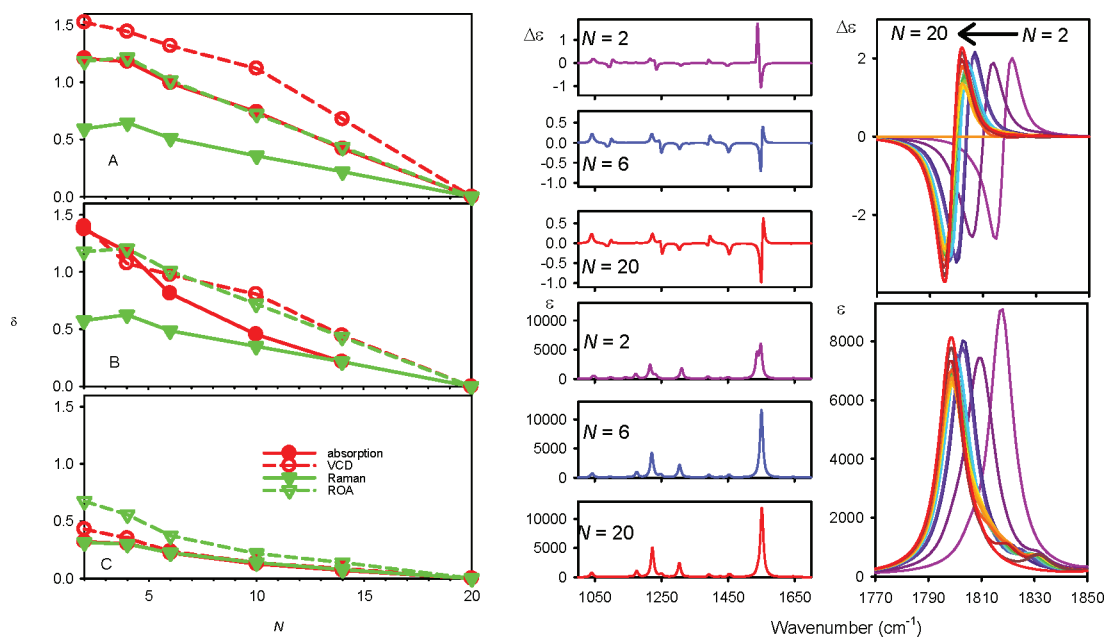 1.5
1.0
0.5
0.0
A
1.5
1.0
0.5
0.0
B
δ
1.5
1.0
0.5
0.0
C
absorption
VCD
Raman
ROA
5
10
15
20
N
Δε
1
0
-1
N = 2
0.5
0.0
-0.5
-1.0
N = 6
0.5
0.0
-0.5
-1.0
N = 20
ε
10000
5000
0
N = 2
10000
5000
0
N = 6
10000
5000
0
N = 20
1050
1250
1450
1650
Δε
N = 20
N = 2
2
0
-2
ε
8000
6000
4000
2000
0
1770
1790
1810
1830
1850
Wavenumber (cm-1)